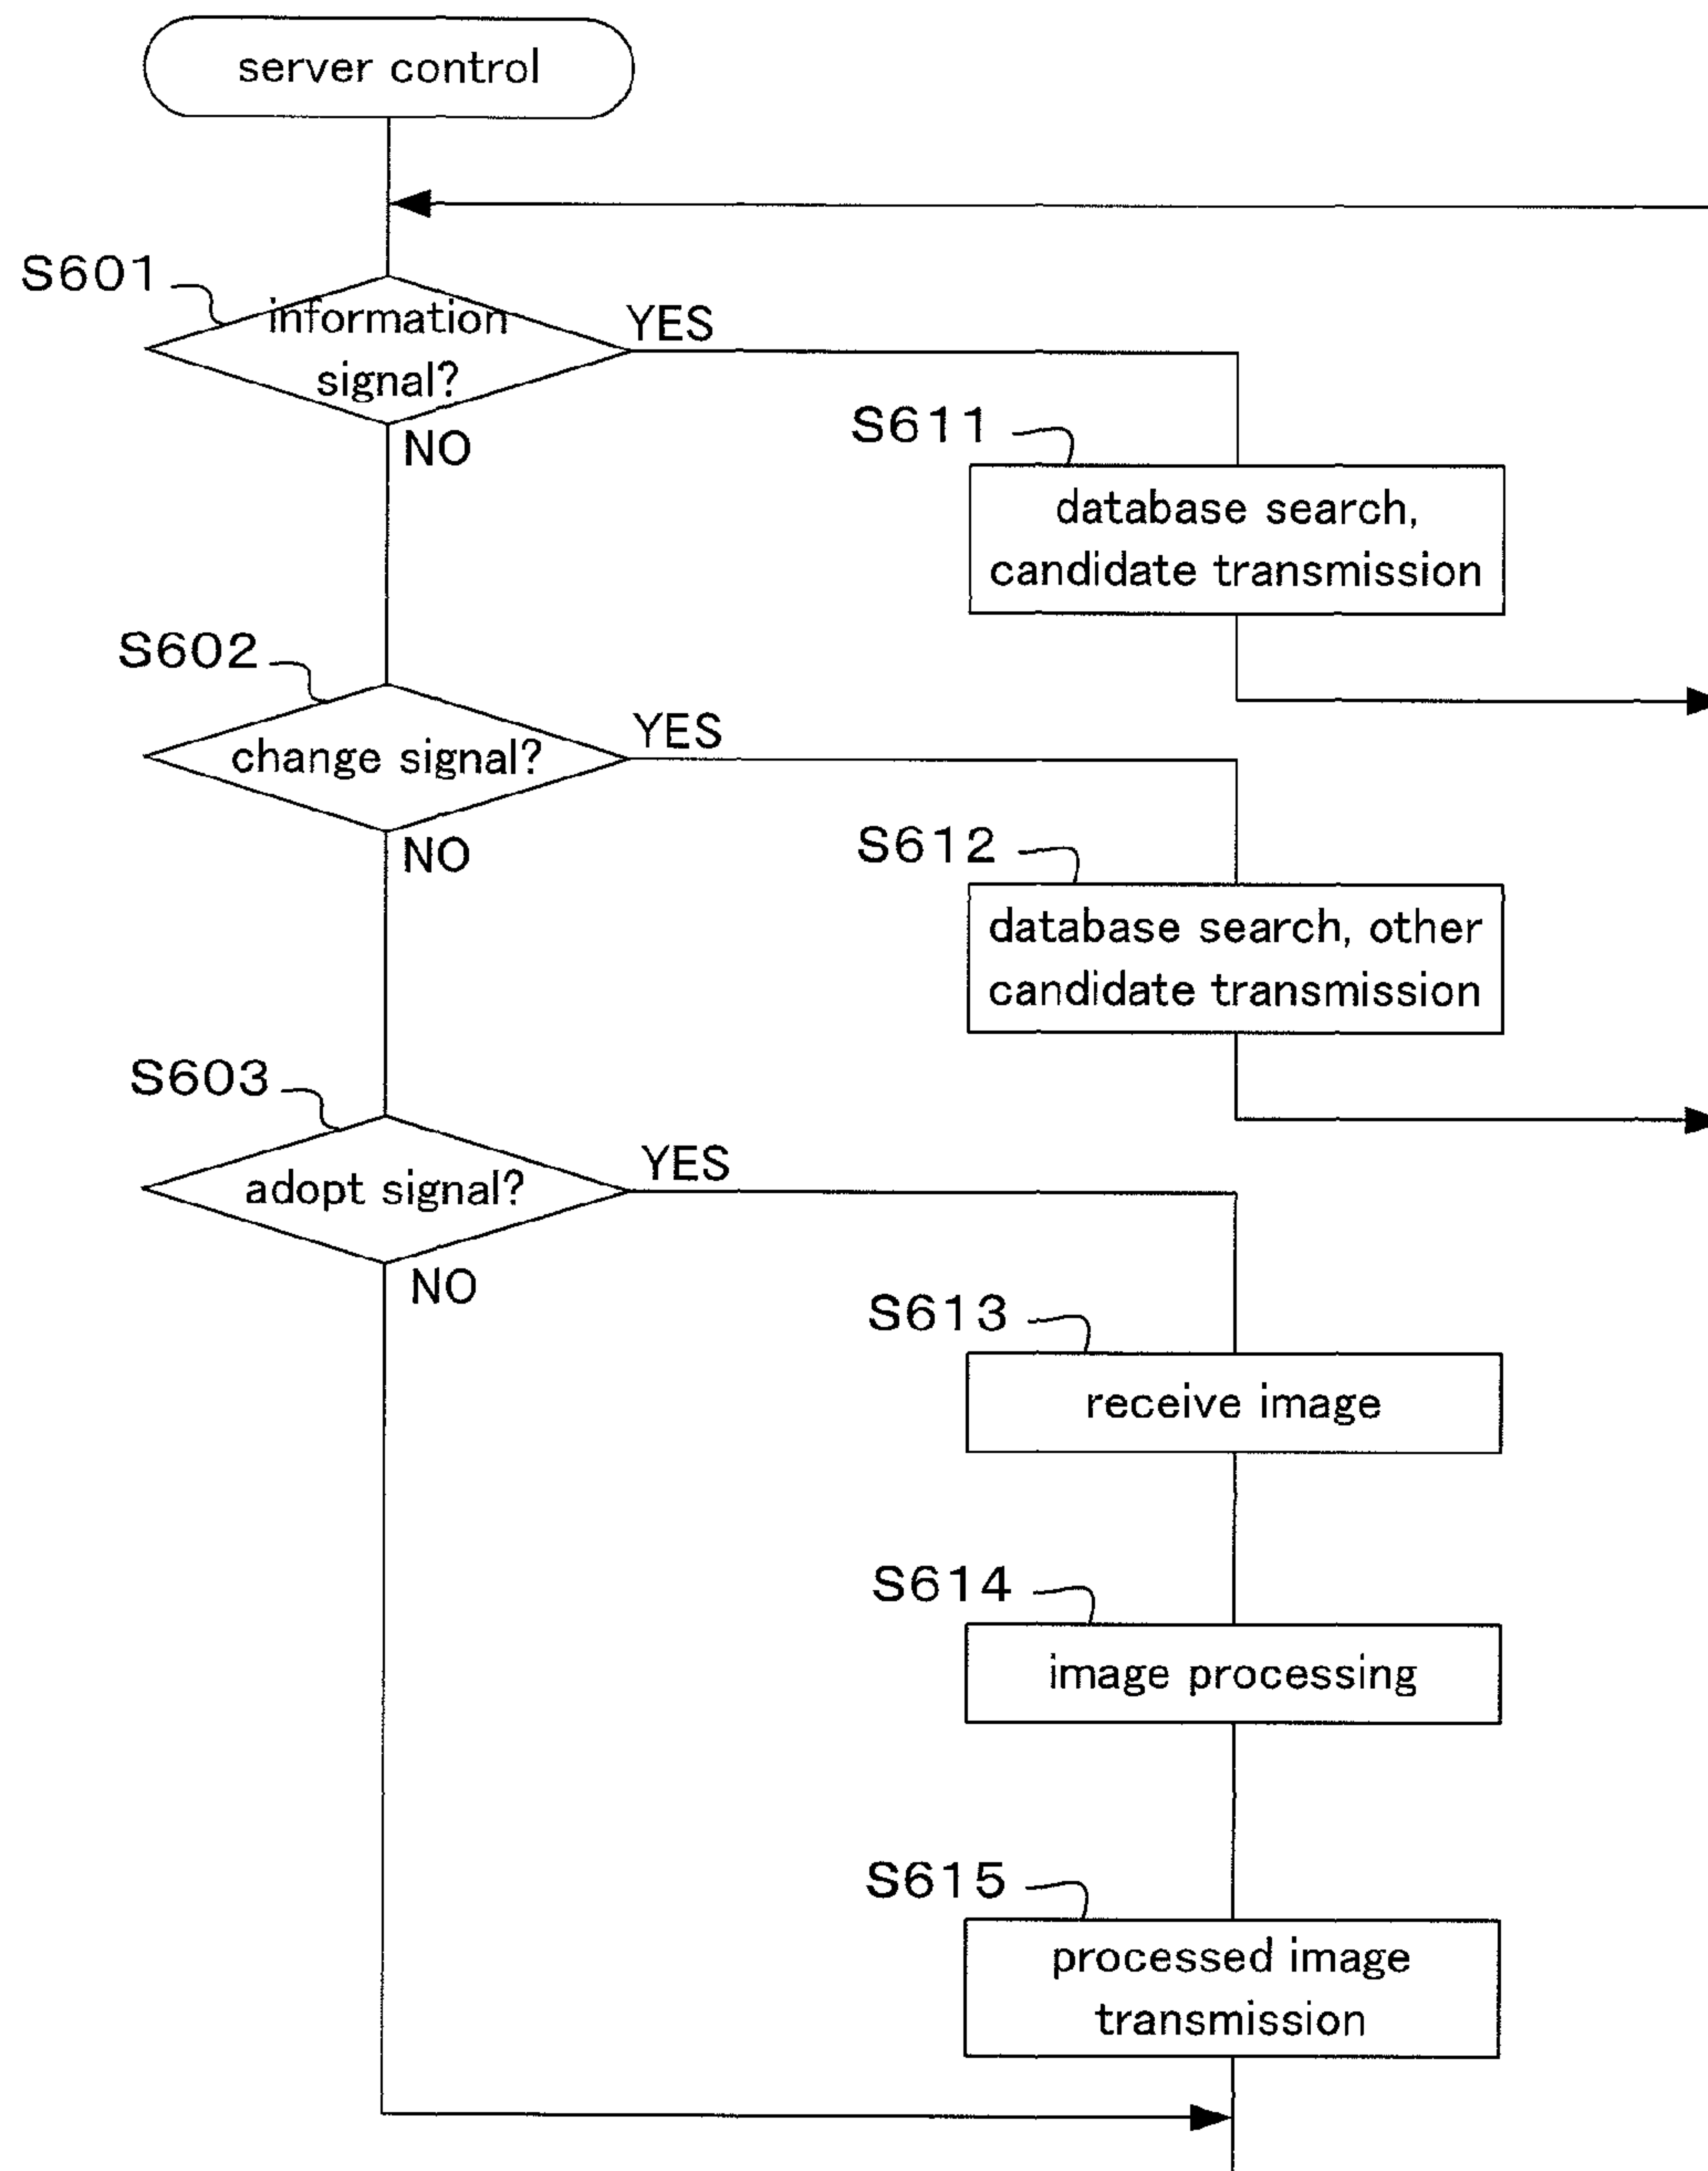 server control
S601
information
signal?
YES
NO
S611
database search,
candidate transmission
S602
change signal?
YES
NO
S612
database search, other
candidate transmission
S603
adopt signal?
YES
NO
S613
receive image
S614
image processing
S615
processed image
transmission